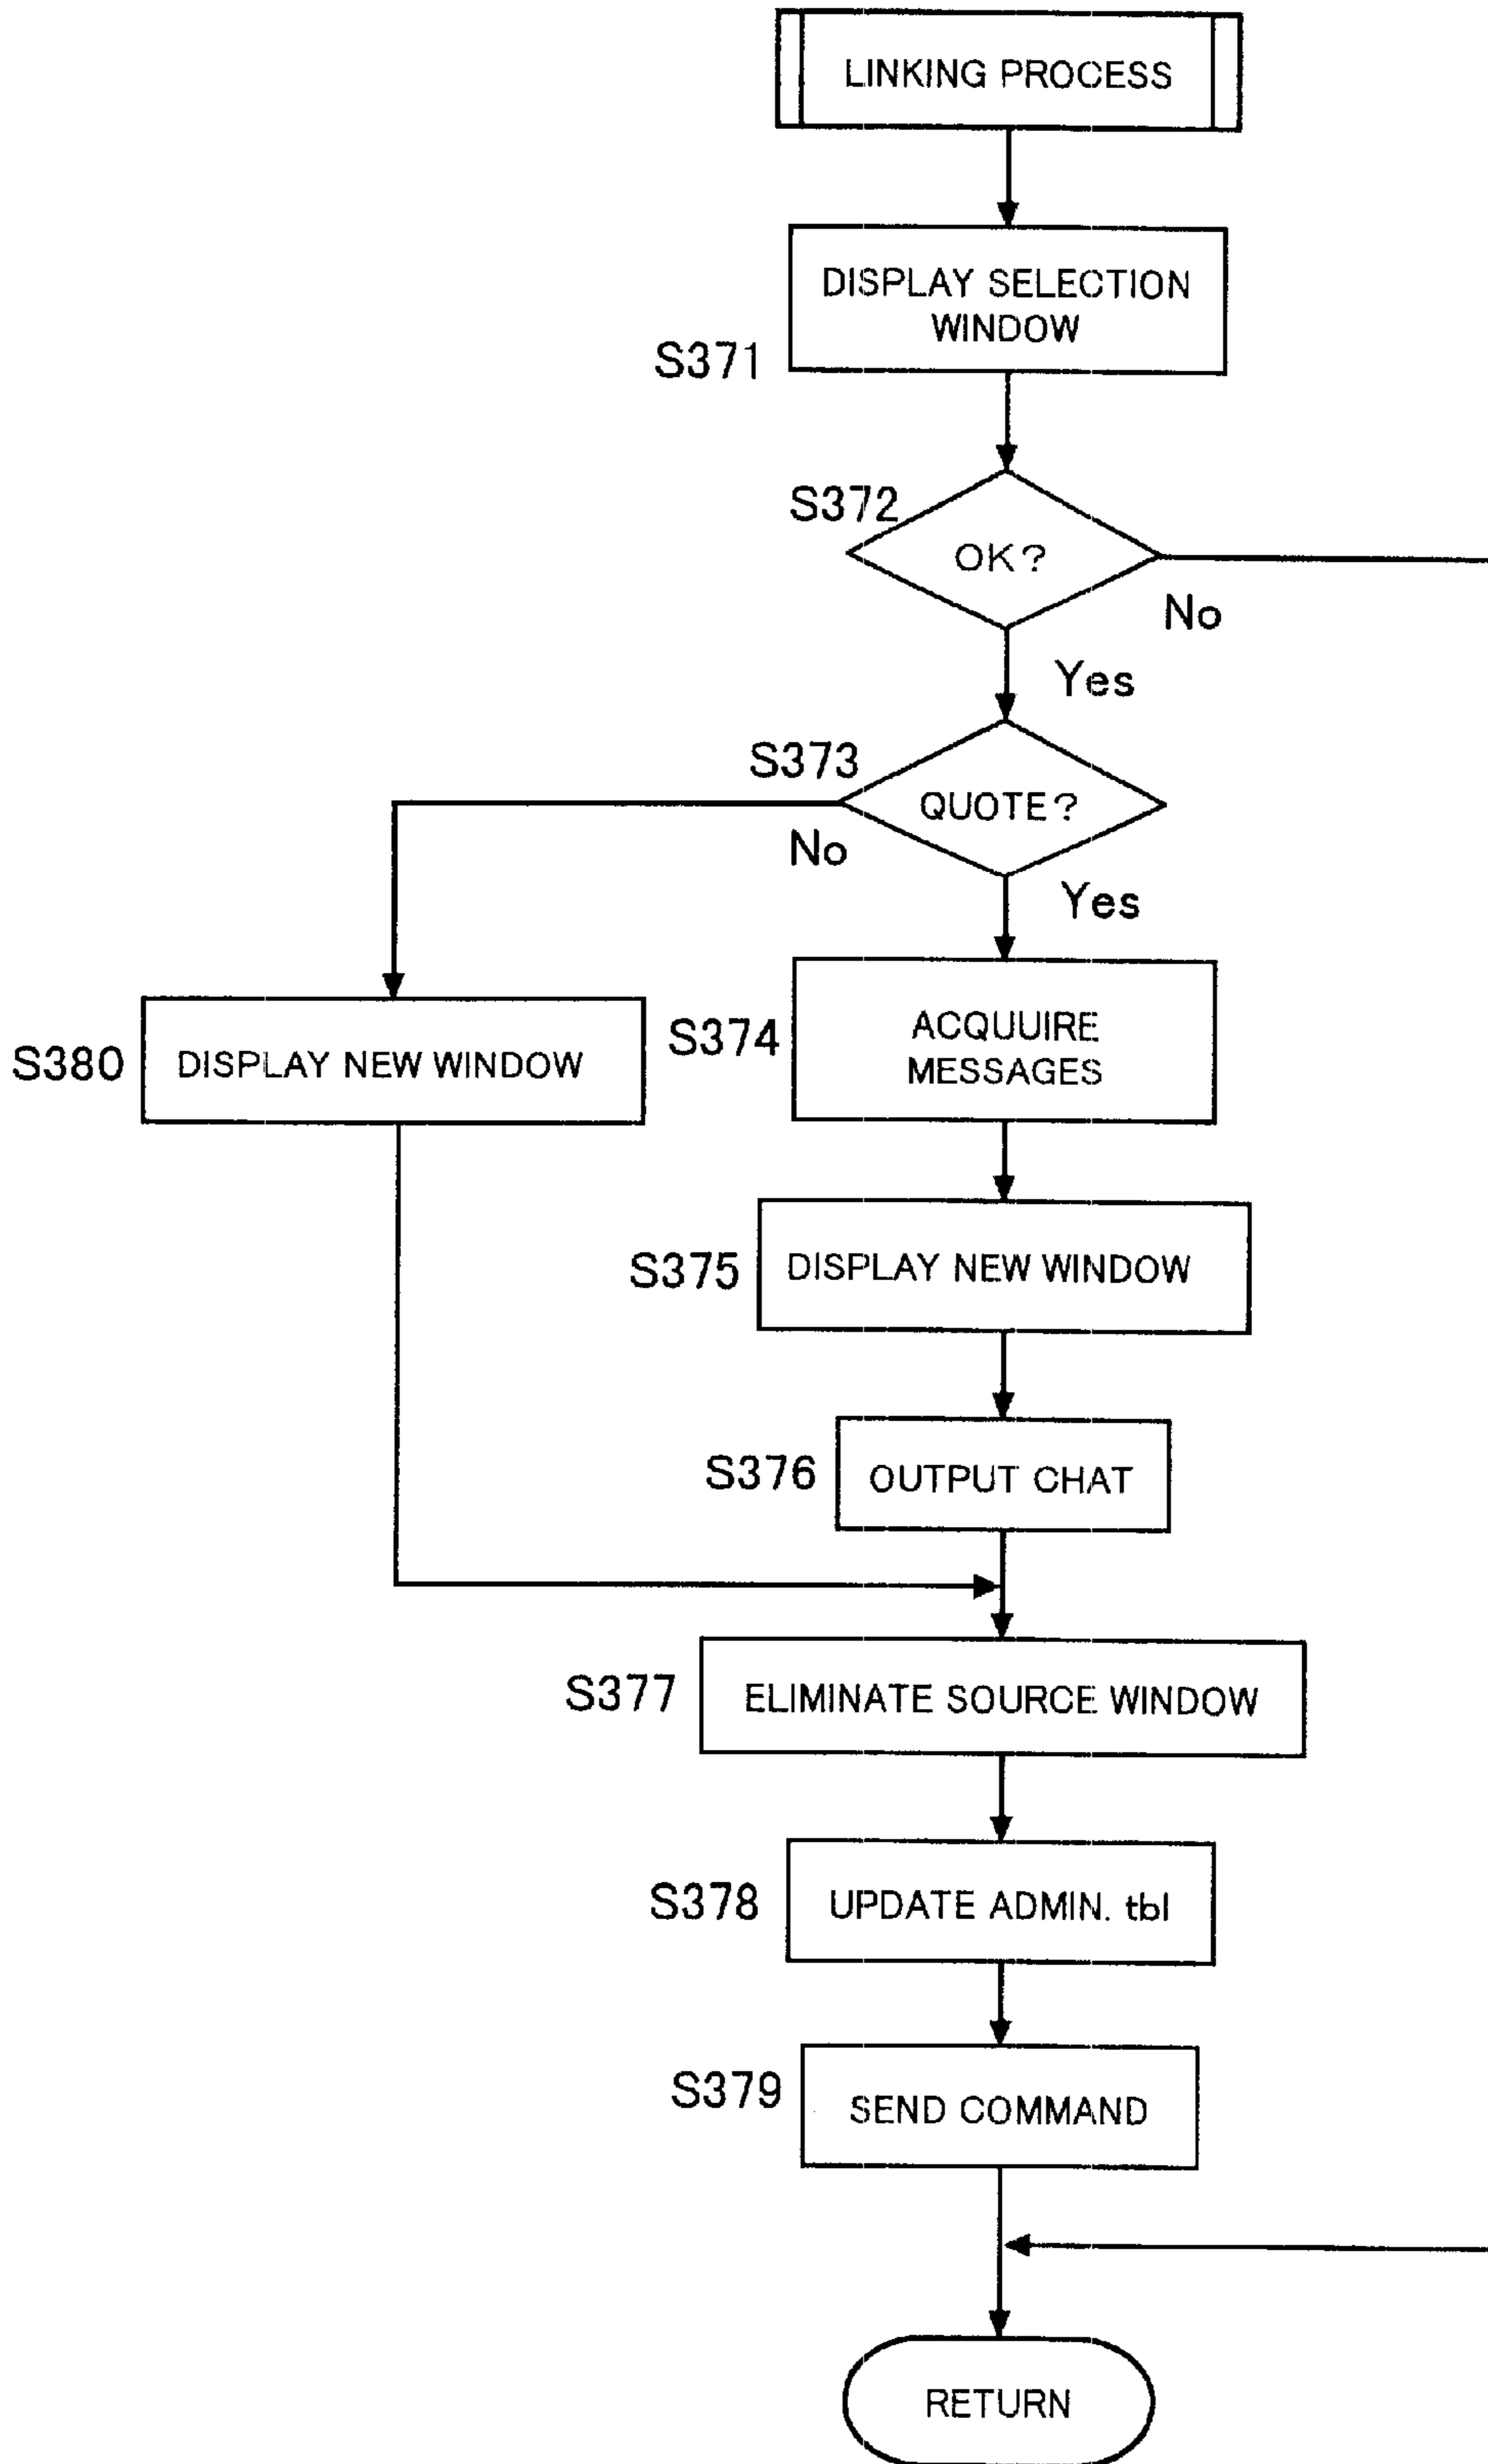 LINKING PROCESS
DISPLAY SELECTION
WINDOW
S371
S372
OK?
No
Yes
S373
QUOTE?
No
Yes
S374
ACQUUIRE
MESSAGES
S380
DISPLAY NEW WINDOW
S375
DISPLAY NEW WINDOW
S376
OUTPUT CHAT
S377
ELIMINATE SOURCE WINDOW
S378
UPDATE ADMIN. tbl
S379
SEND COMMAND
RETURN